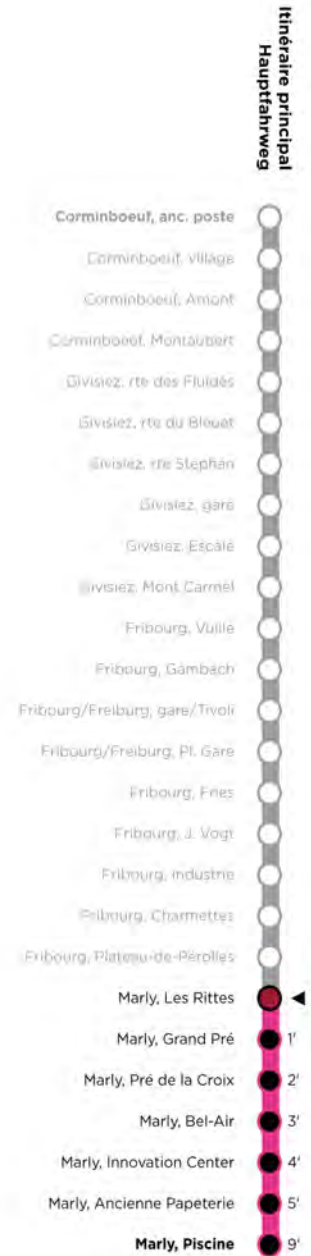 Itinéraire principal
Hauptfahrweg
Corminboeuf, anc. poste
Corminboeuf, Village
Corminboeuf, Amont
Corminboeuf, Montaubert
Givisiez, rte des Fluides
Givisiez, rte du Bleuet
Givisiez, rte Stephan
Givisiez, gare
Givisiez, Escale
Givisiez, Mont Carmel
Fribourg, Vuille
Fribourg, Gambach
Fribourg/Freiburg, gare/Tivoli
Fribourg/Freiburg, Pl. Gare
Fribourg, Fries
Fribourg, J. Vogt
Fribourg, Industrie
Fribourg, Charmettes
Fribourg, Plateau-de-Pérolles
Marly, Les Rittes
Marly, Grand Pré 1'
Marly, Pré de la Croix 2'
Marly, Bel-Air 3'
Marly, Innovation Center 4'
Marly, Ancienne Papeterie 5'
Marly, Piscine 9'